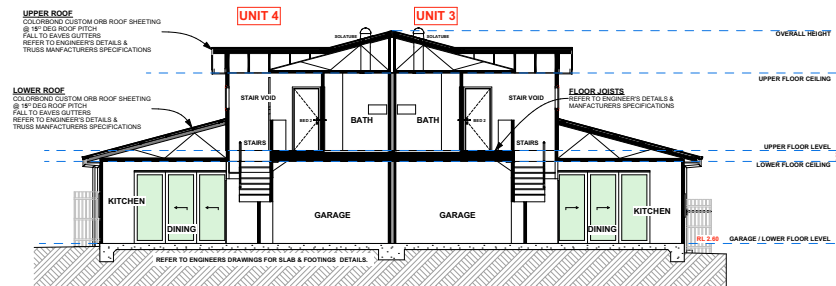 UPPER ROOF
COLORBOND CUSTOM ORB ROOF SHEETING
@ 15° DEG ROOF PITCH
FALL TO EAVES GUTTERS
REFER TO ENGINEER'S DETAILS &
TRUSS MANFACTURERS SPECIFICATIONS
UNIT 4
UNIT 3
SOLATUBE
SOLATUBE
OVERALL HEIGHT
UPPER FLOOR CEILING
LOWER ROOF
COLORBOND CUSTOM ORB ROOF SHEETING
@ 15° DEG ROOF PITCH
FALL TO EAVES GUTTERS
REFER TO ENGINEER'S DETAILS &
TRUSS MANFACTURERS SPECIFICATIONS
FLOOR JOISTS
REFER TO ENGINEER'S DETAILS &
MANFACTURERS SPECIFICATIONS
STAIR VOID
BED 2
BATH
BATH
BED 2
STAIR VOID
STAIRS
STAIRS
UPPER FLOOR LEVEL
LOWER FLOOR CEILING
KITCHEN
DINING
GARAGE
GARAGE
DINING
KITCHEN
RL 2.60 GARAGE / LOWER FLOOR LEVEL
REFER TO ENGINEERS DRAWINGS FOR SLAB & FOOTINGS DETAILS.